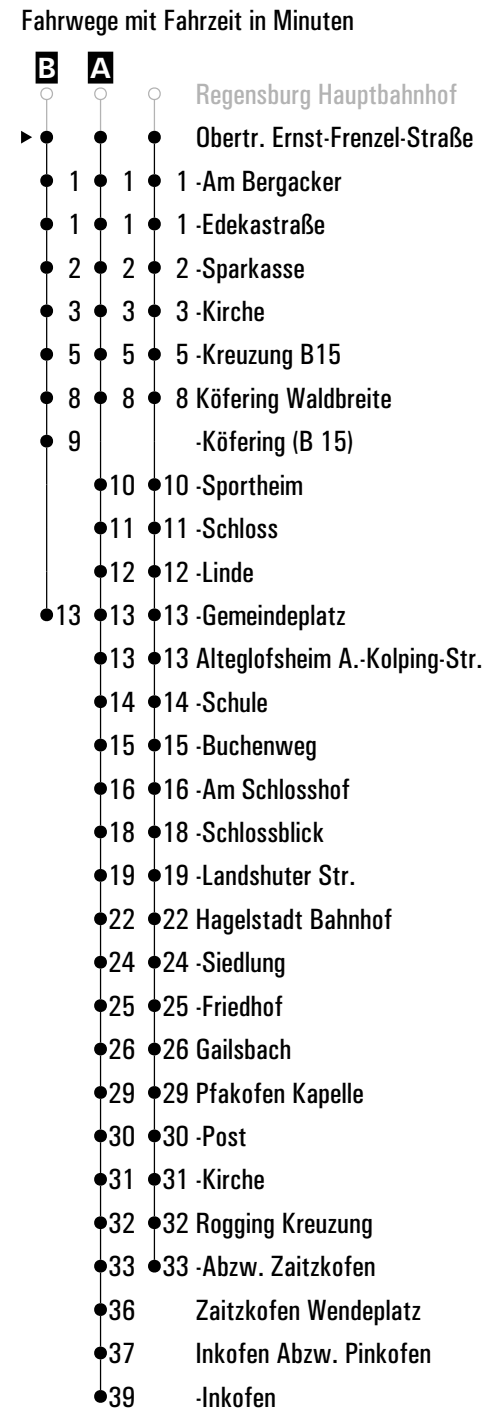 Fahrwege mit Fahrzeit in Minuten
B A
Regensburg Hauptbahnhof
Obertr. Ernst-Frenzel-Straße
1 1 1 -Am Bergacker
1 1 1 -Edekastraße
2 2 2 -Sparkasse
3 3 3 -Kirche
5 5 5 -Kreuzung B15
8 8 8 Köfering Waldbreite
9 -Köfering (B 15)
10 10 -Sportheim
11 11 -Schloss
12 12 -Linde
13 13 13 -Gemeindeplatz
13 13 Alteglofsheim A.-Kolping-Str.
14 14 -Schule
15 15 -Buchenweg
16 16 -Am Schlosshof
18 18 -Schlossblick
19 19 -Landshuter Str.
22 22 Hagelstadt Bahnhof
24 24 -Siedlung
25 25 -Friedhof
26 26 Gailsbach
29 29 Pfakofen Kapelle
30 30 -Post
31 31 -Kirche
32 32 Rogging Kreuzung
33 33 -Abzw. Zaitzkofen
36 Zaitzkofen Wendeplatz
37 Inkofen Abzw. Pinkofen
39 -Inkofen